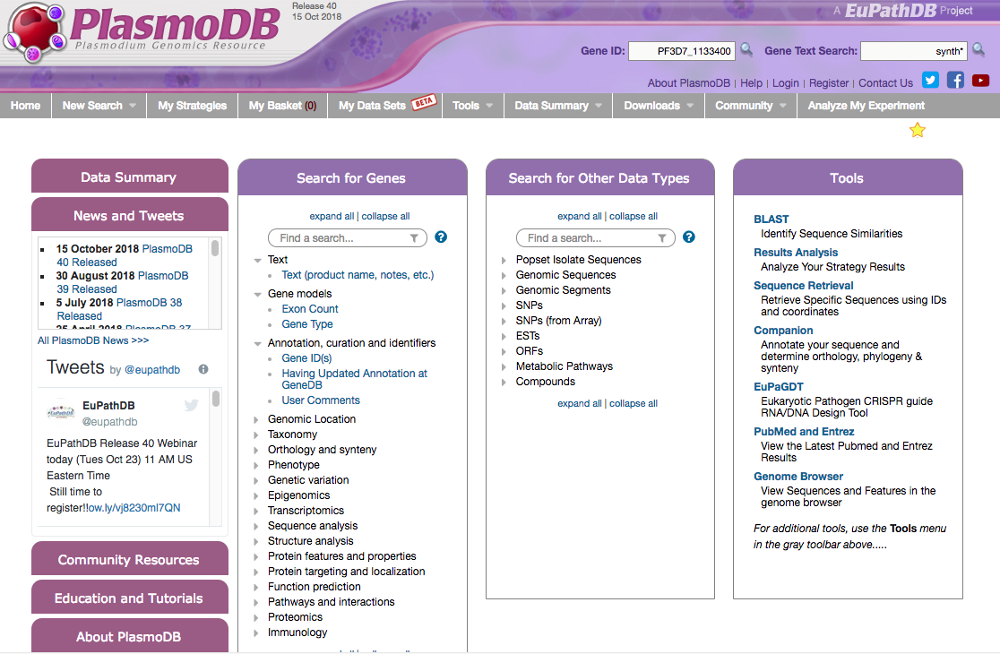 PlasmoDB
Plasmodium Genomics Resource
Release 40
15 Oct 2018
A EuPathDB Project
Gene ID: PF3D7_1133400
Gene Text Search: synth*
About PlasmoDB | Help | Login | Register | Contact Us
Home
New Search
My Strategies
My Basket (0)
My Data Sets BETA
Tools
Data Summary
Downloads
Community
Analyze My Experiment
Data Summary
News and Tweets
15 October 2018 PlasmoDB
40 Released
30 August 2018 PlasmoDB
39 Released
5 July 2018 PlasmoDB 38
Released
25 April 2018 PlasmoDB 37
All PlasmoDB News >>>
Tweets by @eupathdb
EuPathDB
@eupathdb
EuPathDB Release 40 Webinar
today (Tues Oct 23) 11 AM US
Eastern Time
Still time to
register!!ow.ly/vj8230ml7QN
Community Resources
Education and Tutorials
About PlasmoDB
Search for Genes
expand all | collapse all
Find a search...
Text
Text (product name, notes, etc.)
Gene models
Exon Count
Gene Type
Annotation, curation and identifiers
Gene ID(s)
Having Updated Annotation at
GeneDB
User Comments
Genomic Location
Taxonomy
Orthology and synteny
Phenotype
Genetic variation
Epigenomics
Transcriptomics
Sequence analysis
Structure analysis
Protein features and properties
Protein targeting and localization
Function prediction
Pathways and interactions
Proteomics
Immunology
Search for Other Data Types
expand all | collapse all
Find a search...
Popset Isolate Sequences
Genomic Sequences
Genomic Segments
SNPs
SNPs (from Array)
ESTs
ORFs
Metabolic Pathways
Compounds
expand all | collapse all
Tools
BLAST
Identify Sequence Similarities
Results Analysis
Analyze Your Strategy Results
Sequence Retrieval
Retrieve Specific Sequences using IDs
and coordinates
Companion
Annotate your sequence and
determine orthology, phylogeny &
synteny
EuPaGDT
Eukaryotic Pathogen CRISPR guide
RNA/DNA Design Tool
PubMed and Entrez
View the Latest Pubmed and Entrez
Results
Genome Browser
View Sequences and Features in the
genome browser
For additional tools, use the Tools menu
in the gray toolbar above.....